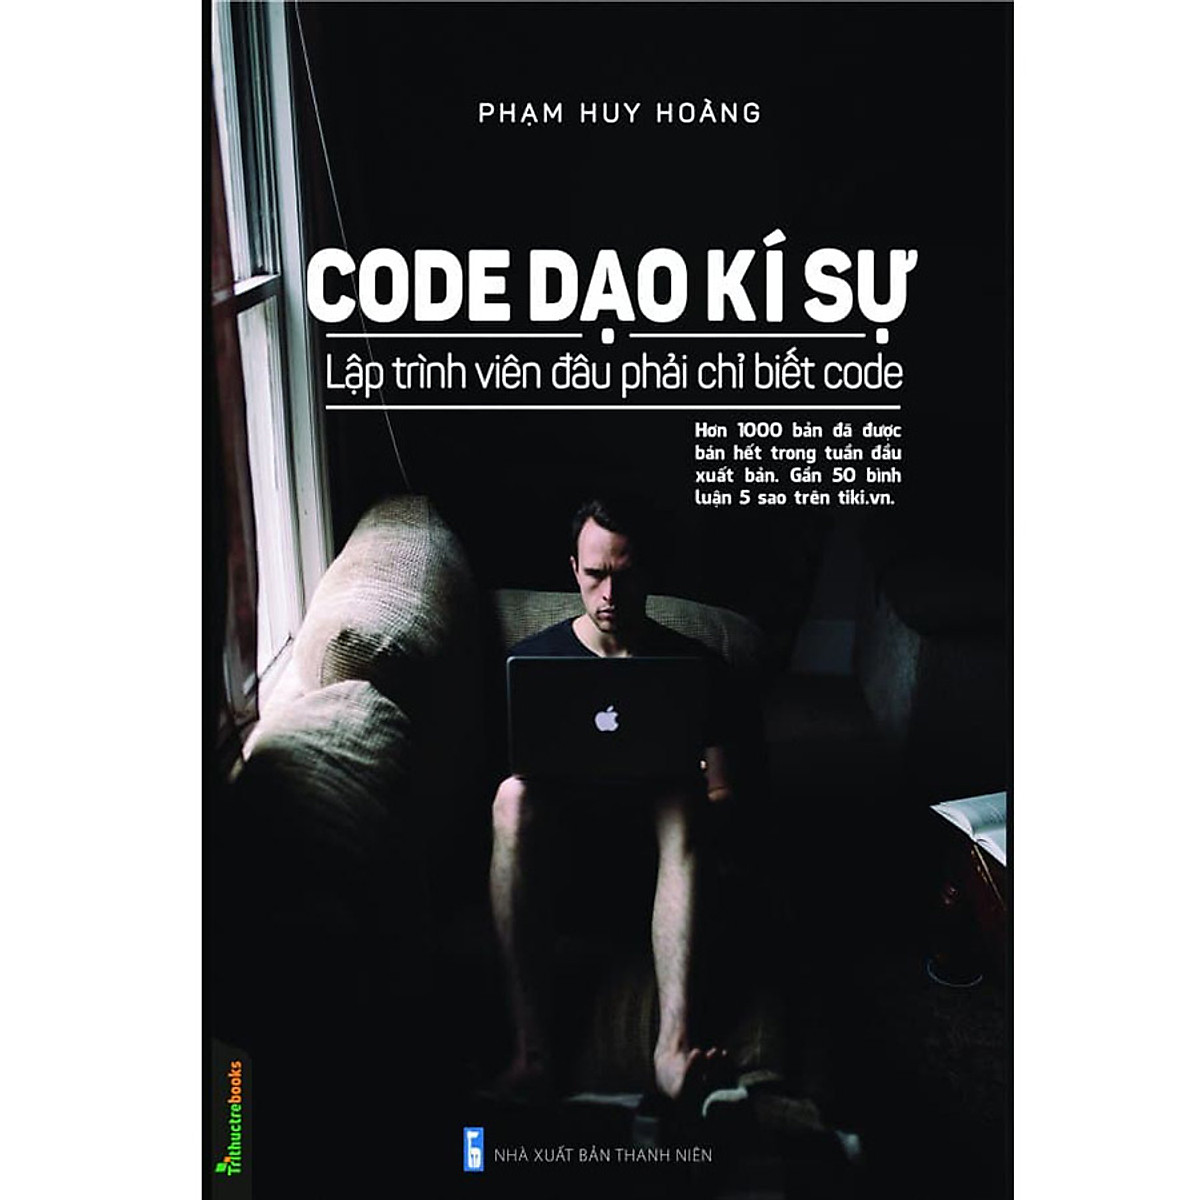 PHẠM HUY HOÀNG
CODE DẠO KÍ SỰ
Lập trình viên đâu phải chỉ biết code
Hơn 1000 bản đã được
bán hết trong tuần đầu
xuất bản. Gần 50 bình
luận 5 sao trên tiki.vn.
Trithuctrebooks
NHÀ XUẤT BẢN THANH NIÊN